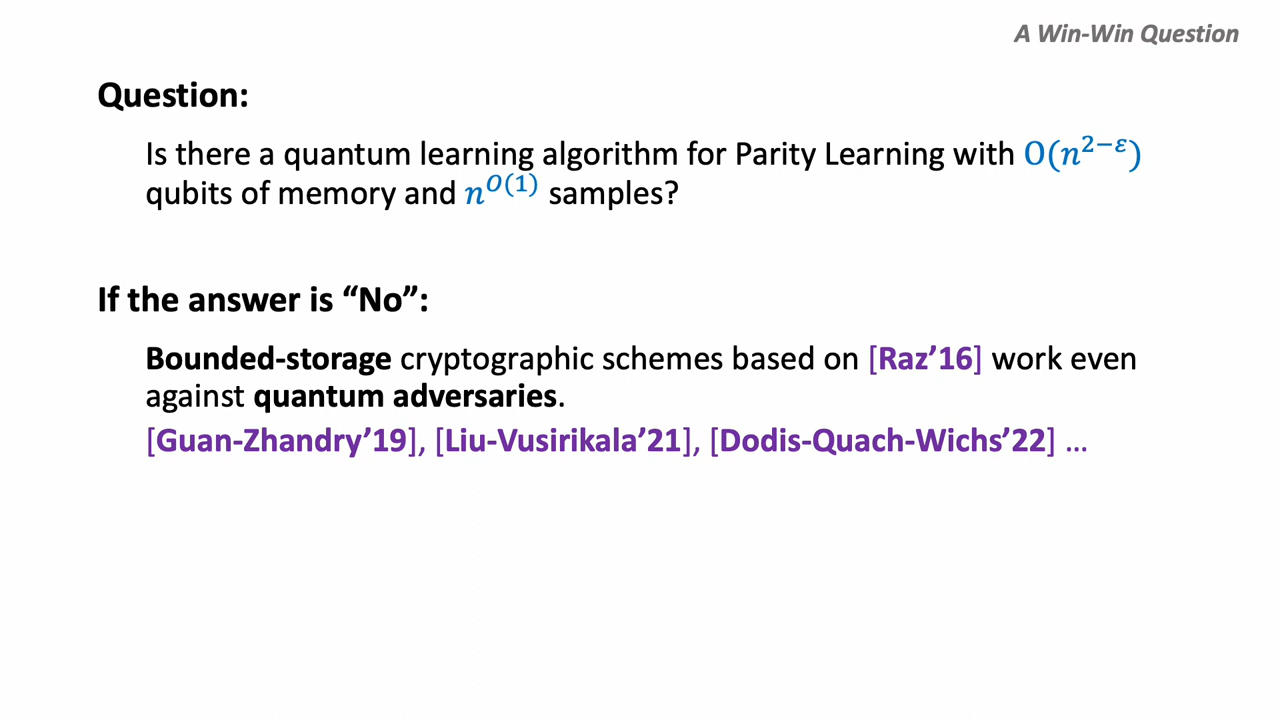 A Win-Win Question
Question:
Is there a quantum learning algorithm for Parity Learning with O(n^{2−ε})
qubits of memory and n^{O(1)} samples?
If the answer is “No”:
Bounded-storage cryptographic schemes based on [Raz’16] work even
against quantum adversaries.
[Guan-Zhandry’19], [Liu-Vusirikala’21], [Dodis-Quach-Wichs’22] …